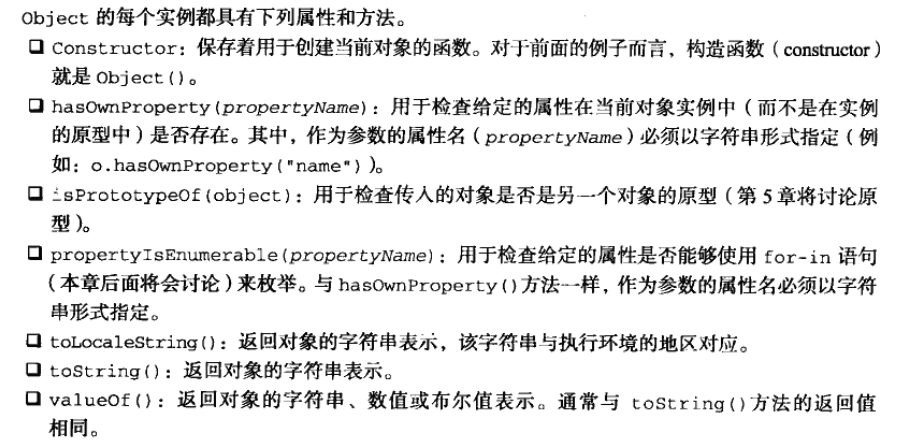 Object 的每个实例都具有下列属性和方法。
❑ Constructor：保存着用于创建当前对象的函数。对于前面的例子而言，构造函数（constructor）
就是 Object()。
❑ hasOwnProperty(propertyName)：用于检查给定的属性在当前对象实例中（而不是在实例
的原型中）是否存在。其中，作为参数的属性名（propertyName）必须以字符串形式指定（例
如：o.hasOwnProperty("name")）。
❑ isPrototypeOf(object)：用于检查传入的对象是否是另一个对象的原型（第 5 章将讨论原
型）。
❑ propertyIsEnumerable(propertyName)：用于检查给定的属性是否能够使用 for-in 语句
（本章后面将会讨论）来枚举。与 hasOwnProperty()方法一样，作为参数的属性名必须以字符
串形式指定。
❑ toLocaleString()：返回对象的字符串表示，该字符串与执行环境的地区对应。
❑ toString()：返回对象的字符串表示。
❑ valueOf()：返回对象的字符串、数值或布尔值表示。通常与 toString()方法的返回值
相同。